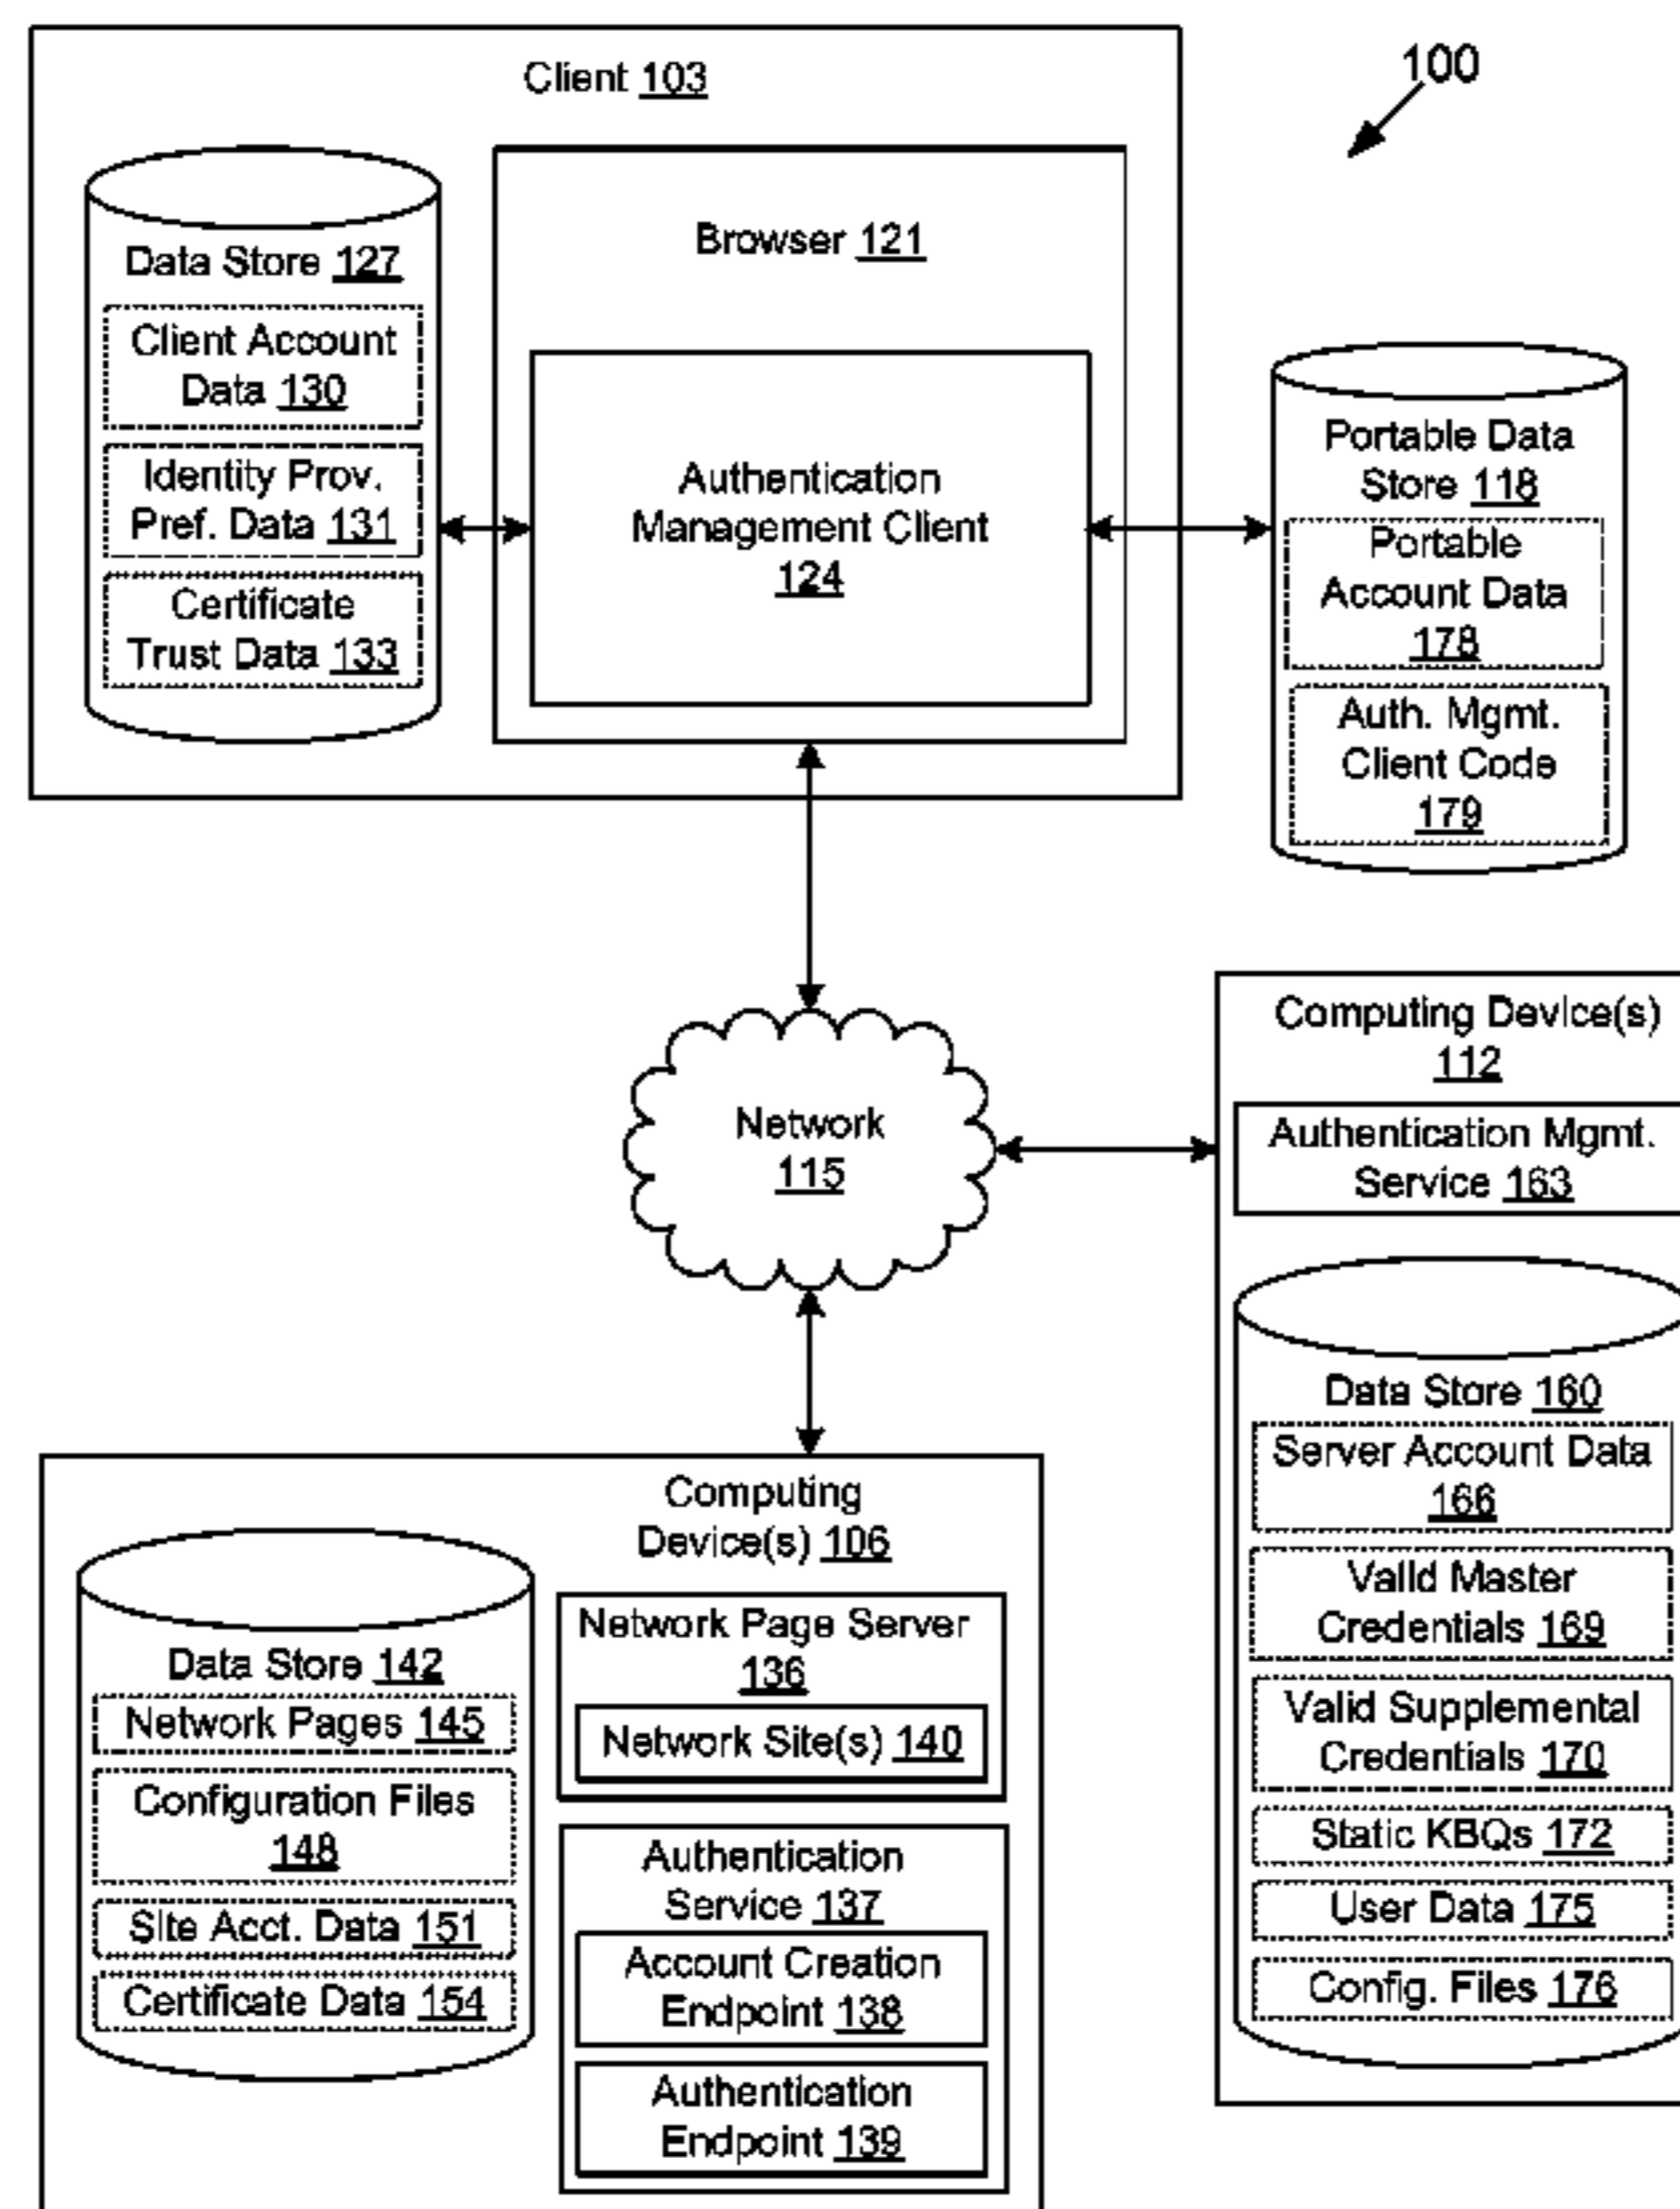 100
Client 103
Data Store 127
Client Account
Data 130
Identity Prov.
Pref. Data 131
Certificate
Trust Data 133
Browser 121
Authentication
Management Client
124
Portable Data
Store 118
Portable
Account Data
178
Auth. Mgmt.
Client Code
179
Network
115
Computing Device(s)
112
Authentication Mgmt.
Service 163
Data Store 160
Server Account Data
166
Valid Master
Credentials 169
Valid Supplemental
Credentials 170
Static KBQs 172
User Data 175
Config. Files 176
Computing
Device(s) 106
Data Store 142
Network Pages 145
Configuration Files
148
Site Acct. Data 151
Certificate Data 154
Network Page Server
136
Network Site(s) 140
Authentication
Service 137
Account Creation
Endpoint 138
Authentication
Endpoint 139